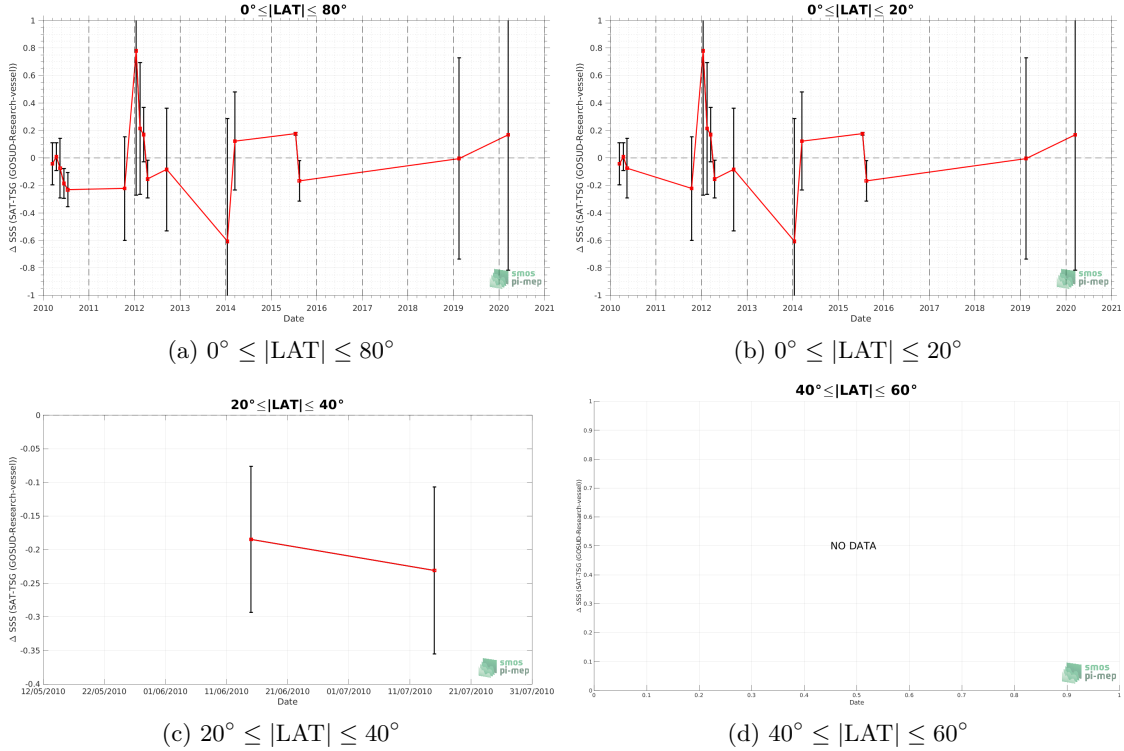 0°≤|LAT|≤ 80°
Δ SSS (SAT-TSG (GOSUD-Research-vessel))
1
0.8
0.6
0.4
0.2
0
-0.2
-0.4
-0.6
-0.8
-1
2010 2011 2012 2013 2014 2015 2016 2017 2018 2019 2020 2021
Date
smos
pi-mep
(a) 0° ≤ |LAT| ≤ 80°
0°≤|LAT|≤ 20°
Δ SSS (SAT-TSG (GOSUD-Research-vessel))
1
0.8
0.6
0.4
0.2
0
-0.2
-0.4
-0.6
-0.8
-1
2010 2011 2012 2013 2014 2015 2016 2017 2018 2019 2020 2021
Date
smos
pi-mep
(b) 0° ≤ |LAT| ≤ 20°
20°≤|LAT|≤ 40°
Δ SSS (SAT-TSG (GOSUD-Research-vessel))
0
-0.05
-0.1
-0.15
-0.2
-0.25
-0.3
-0.35
-0.4
12/05/2010 22/05/2010 01/06/2010 11/06/2010 21/06/2010 01/07/2010 11/07/2010 21/07/2010 31/07/2010
Date
smos
pi-mep
(c) 20° ≤ |LAT| ≤ 40°
40°≤|LAT|≤ 60°
Δ SSS (SAT-TSG (GOSUD-Research-vessel))
1
0.9
0.8
0.7
0.6
0.5
0.4
0.3
0.2
0.1
0
NO DATA
0 0.1 0.2 0.3 0.4 0.5 0.6 0.7 0.8 0.9 1
Date
smos
pi-mep
(d) 40° ≤ |LAT| ≤ 60°